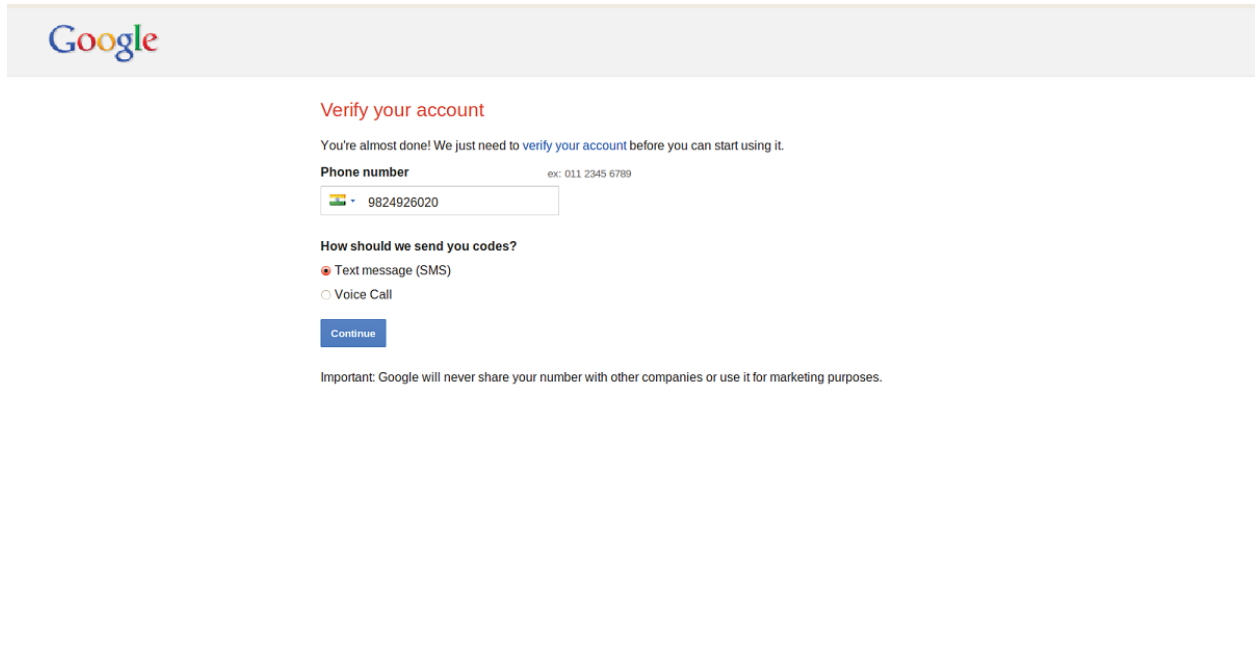 Google
Verify your account
You're almost done! We just need to verify your account before you can start using it.
Phone number ex: 011 2345 6789
9824926020
How should we send you codes?
Text message (SMS)
Voice Call
Continue
Important: Google will never share your number with other companies or use it for marketing purposes.